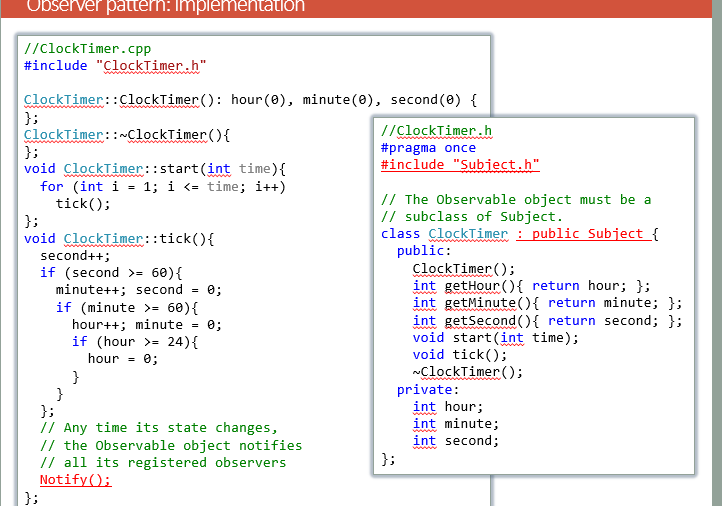 Observer pattern: Implementation
//ClockTimer.cpp
#include "ClockTimer.h"
ClockTimer::ClockTimer(): hour(0), minute(0), second(0) {
};
ClockTimer::~ClockTimer(){
};
void ClockTimer::start(int time){
for (int i = 1; i <= time; i++)
tick();
};
void ClockTimer::tick(){
second++;
if (second >= 60){
minute++; second = 0;
if (minute >= 60){
hour++; minute = 0;
if (hour >= 24){
hour = 0;
}
}
};
// Any time its state changes,
// the Observable object notifies
// all its registered observers
Notify();
};
//ClockTimer.h
#pragma once
#include "Subject.h"
// The Observable object must be a
// subclass of Subject.
class ClockTimer : public Subject {
public:
ClockTimer();
int getHour(){ return hour; };
int getMinute(){ return minute; };
int getSecond(){ return second; };
void start(int time);
void tick();
~ClockTimer();
private:
int hour;
int minute;
int second;
};